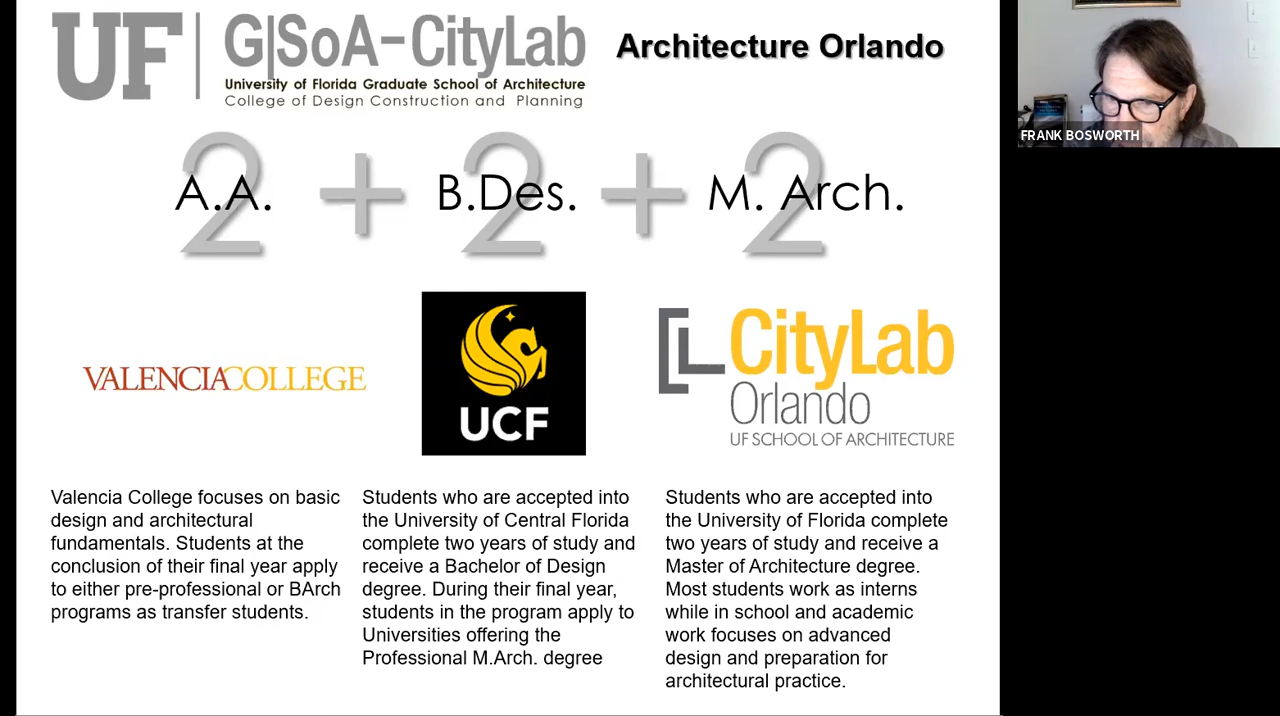 UF
G|SoA-CityLab
University of Florida Graduate School of Architecture
College of Design Construction and Planning
Architecture Orlando
FRANK BOSWORTH
2 + 2 + 2
A.A. B.Des. M. Arch.
VALENCIACOLLEGE
UCF
CityLab
Orlando
UF SCHOOL OF ARCHITECTURE
Valencia College focuses on basic
design and architectural
fundamentals. Students at the
conclusion of their final year apply
to either pre-professional or BArch
programs as transfer students.
Students who are accepted into
the University of Central Florida
complete two years of study and
receive a Bachelor of Design
degree. During their final year,
students in the program apply to
Universities offering the
Professional M.Arch. degree
Students who are accepted into
the University of Florida complete
two years of study and receive a
Master of Architecture degree.
Most students work as interns
while in school and academic
work focuses on advanced
design and preparation for
architectural practice.